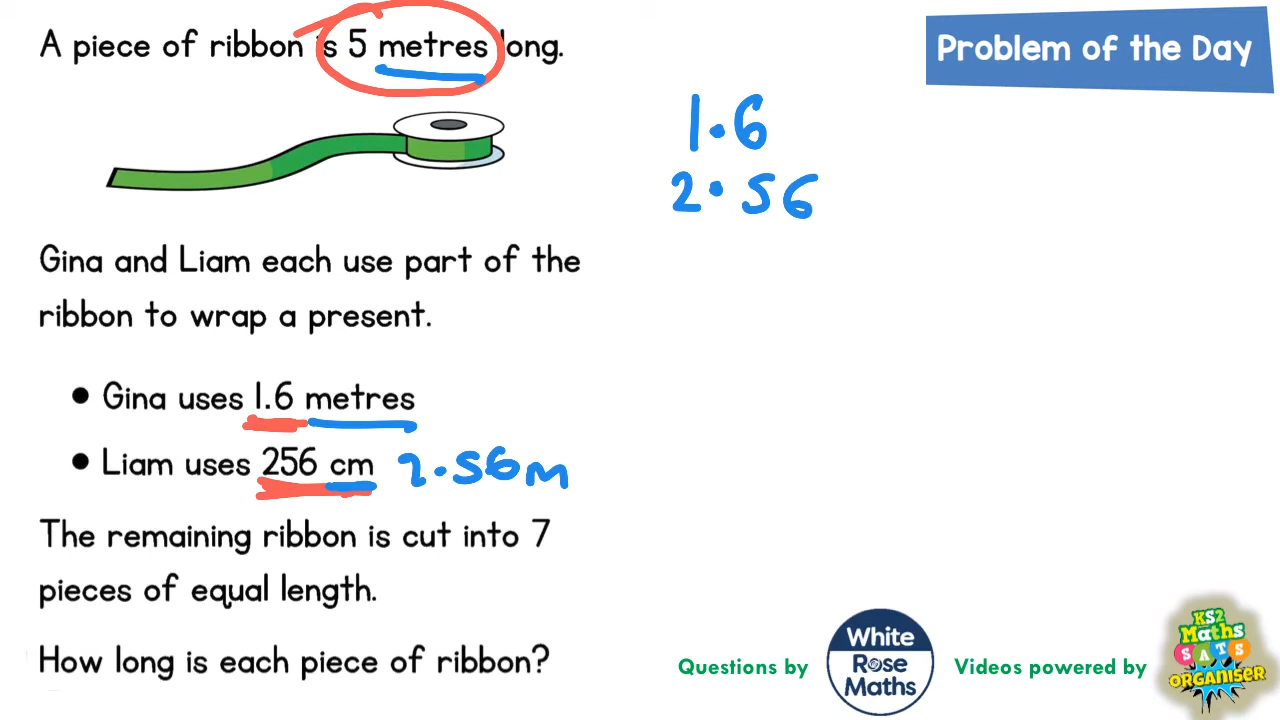 A piece of ribbon is 5 metres long.
Problem of the Day
1.6
2.56
Gina and Liam each use part of the
ribbon to wrap a present.
• Gina uses 1.6 metres
• Liam uses 256 cm 2.56m
The remaining ribbon is cut into 7
pieces of equal length.
How long is each piece of ribbon?
Questions by
White
Rose
Maths
Videos powered by
KS2
Maths
SATS
ORGANISER